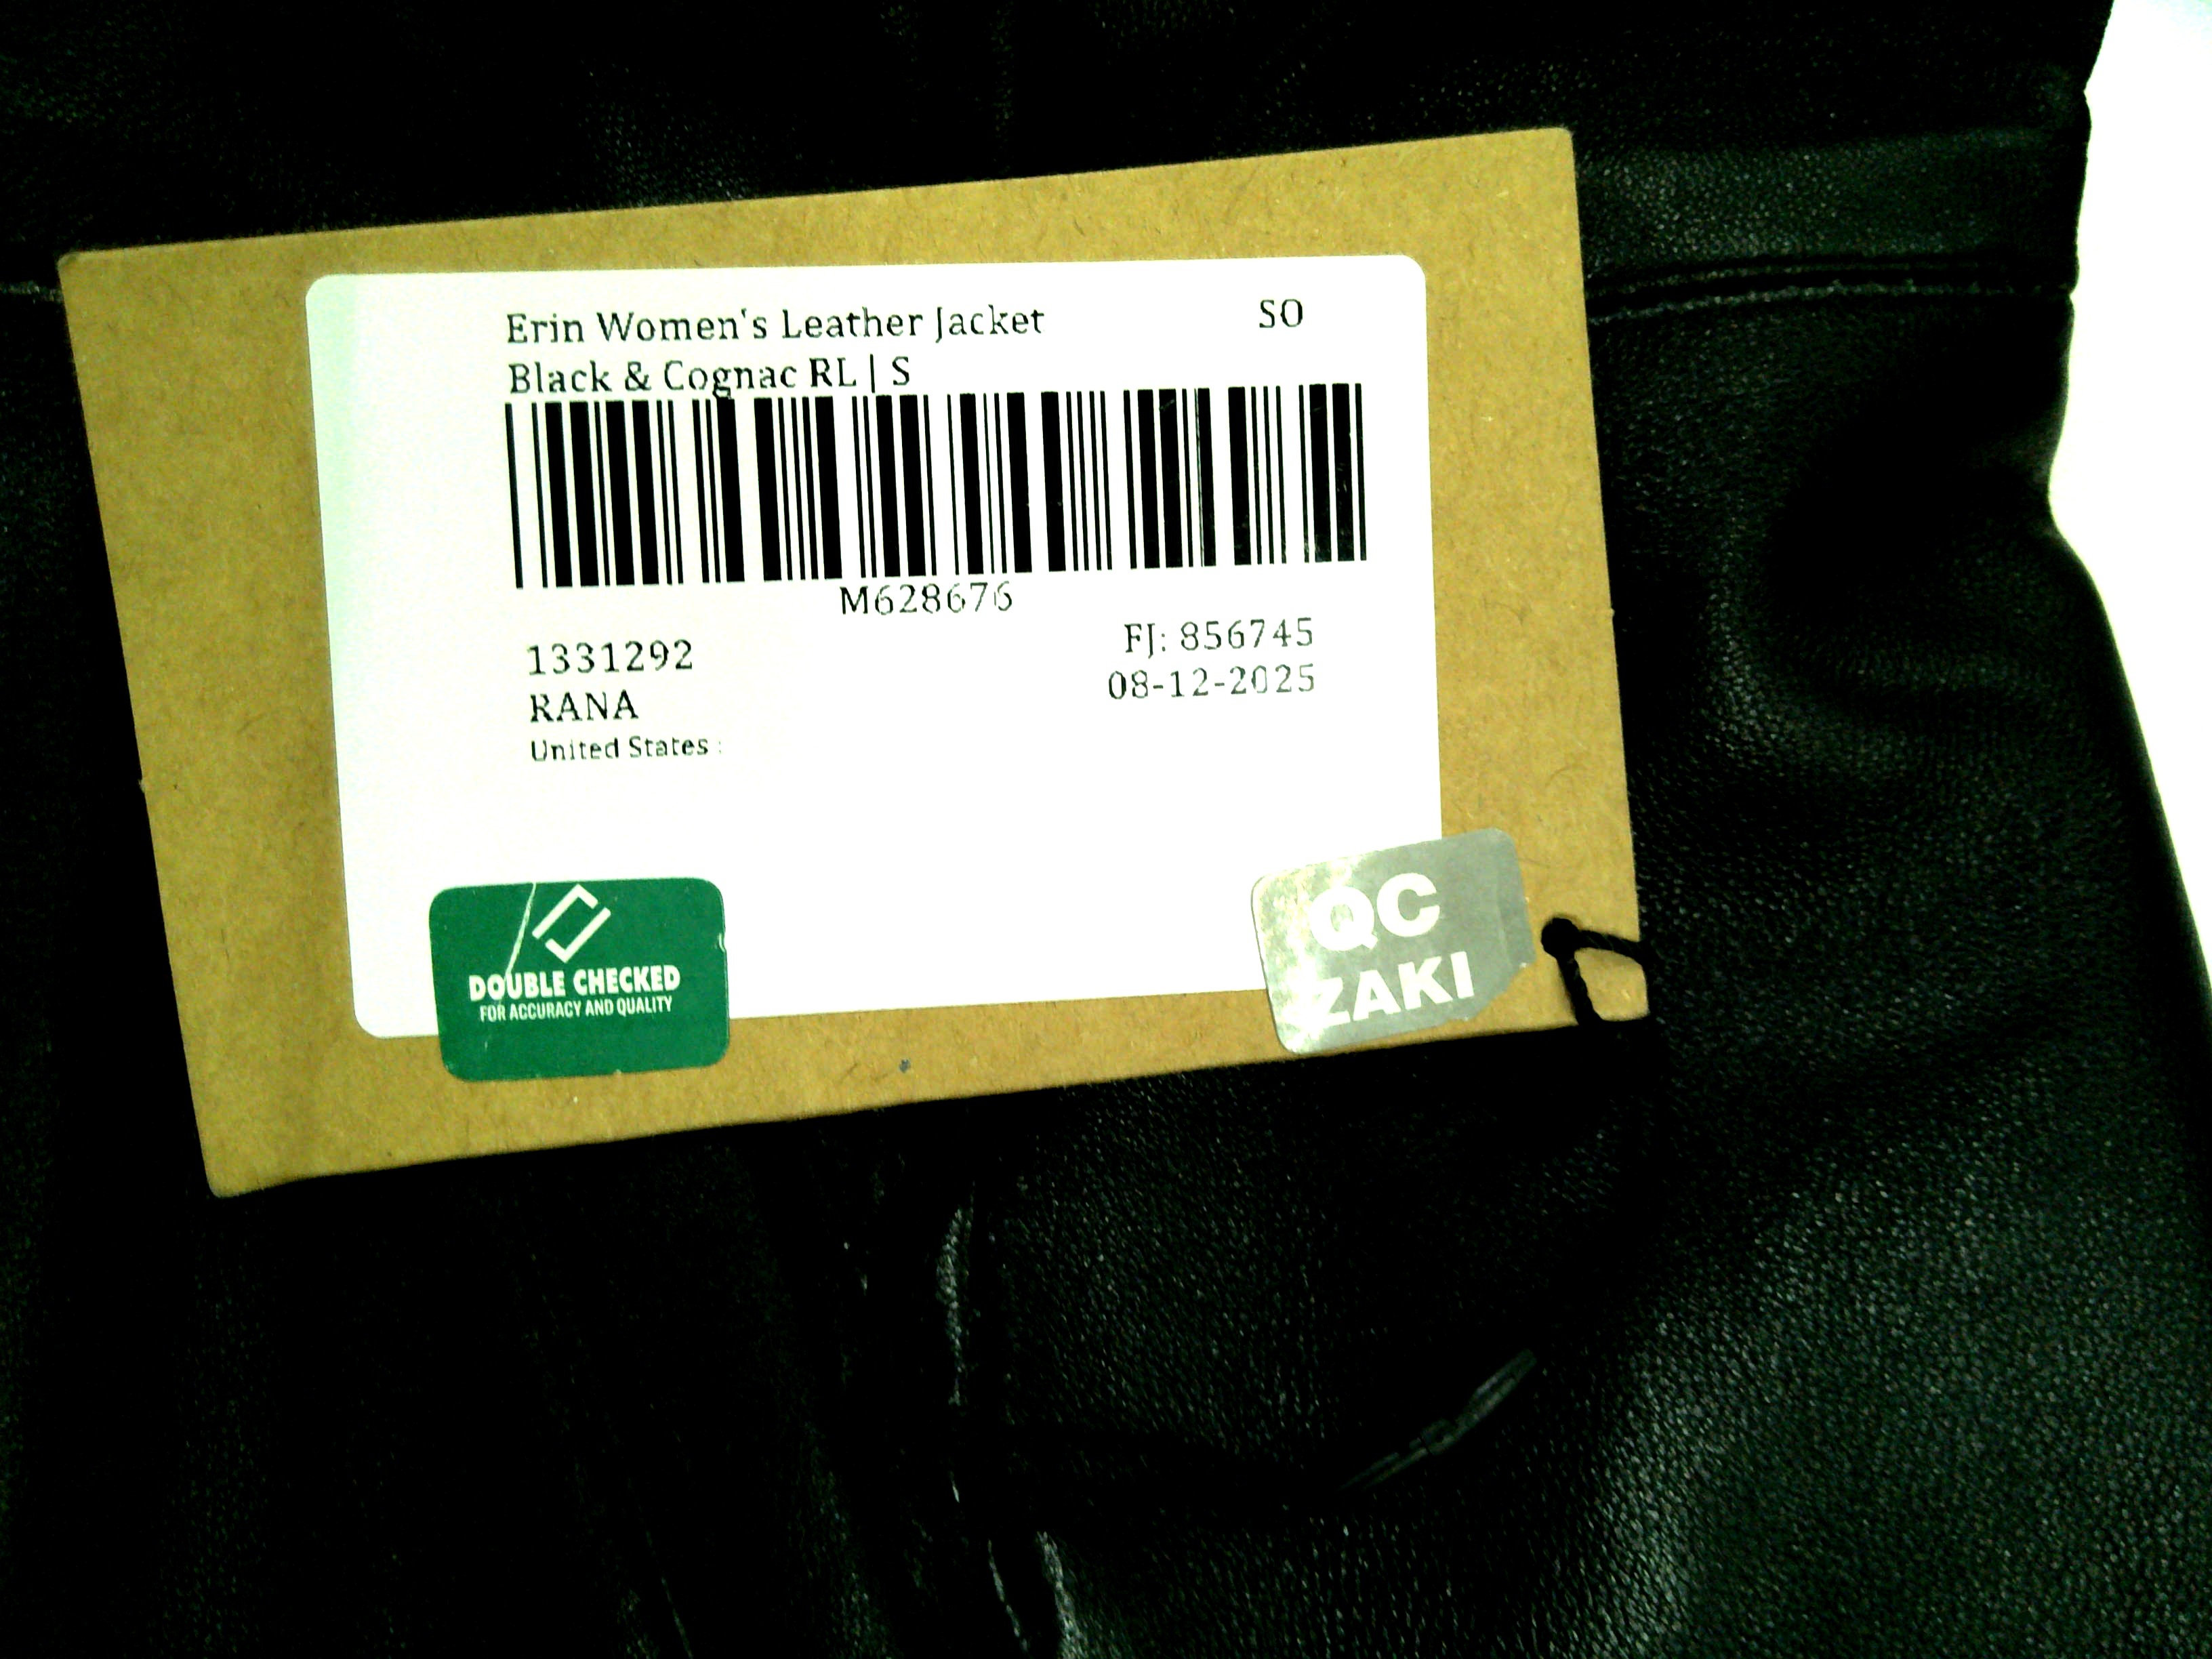 Erin Women's Leather Jacket SO
Black & Cognac RL | S
M628676
1331292 FJ: 856745
RANA 08-12-2025
United States :
DOUBLE CHECKED
FOR ACCURACY AND QUALITY
QC
ZAKI